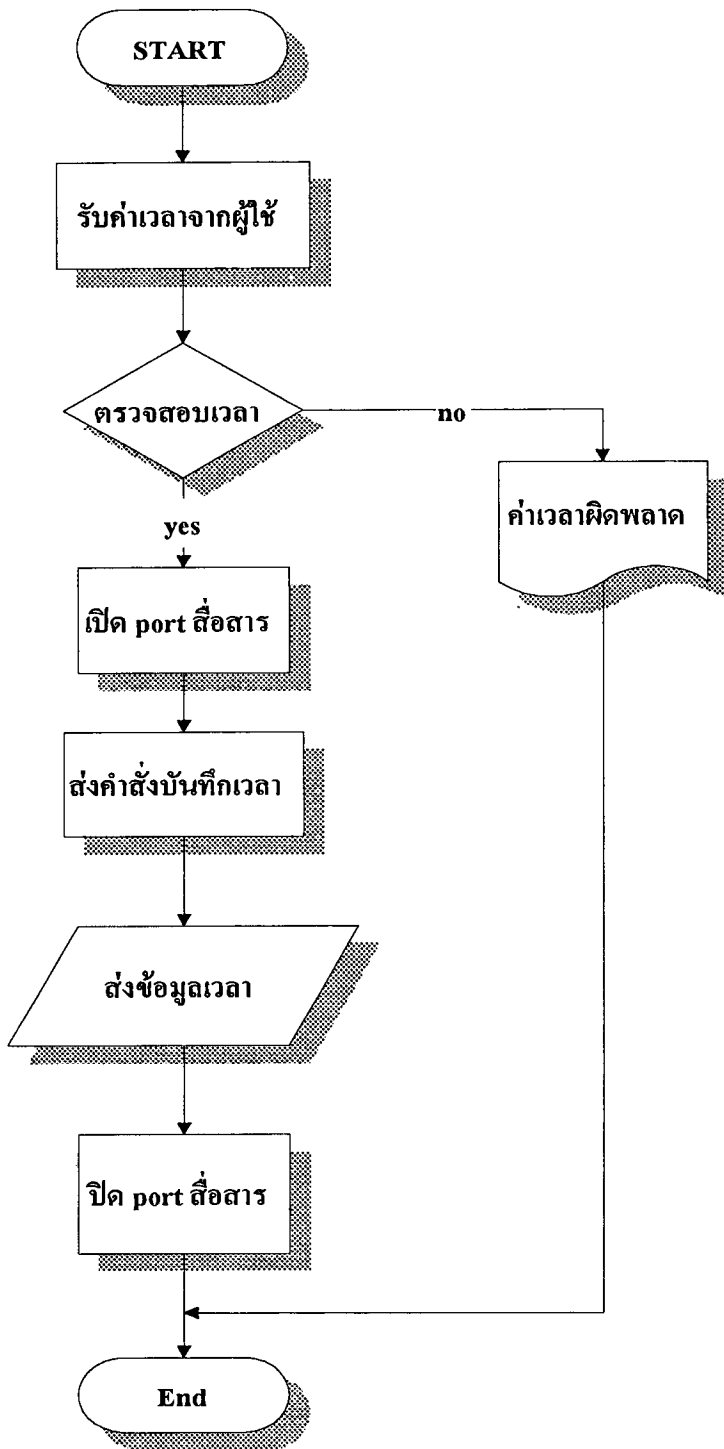 START
รับค่าเวลาจากผู้ใช้
ตรวจสอบเวลา
no
ค่าเวลาผิดพลาด
yes
เปิด port สื่อสาร
ส่งคำสั่งบันทึกเวลา
ส่งข้อมูลเวลา
ปิด port สื่อสาร
End